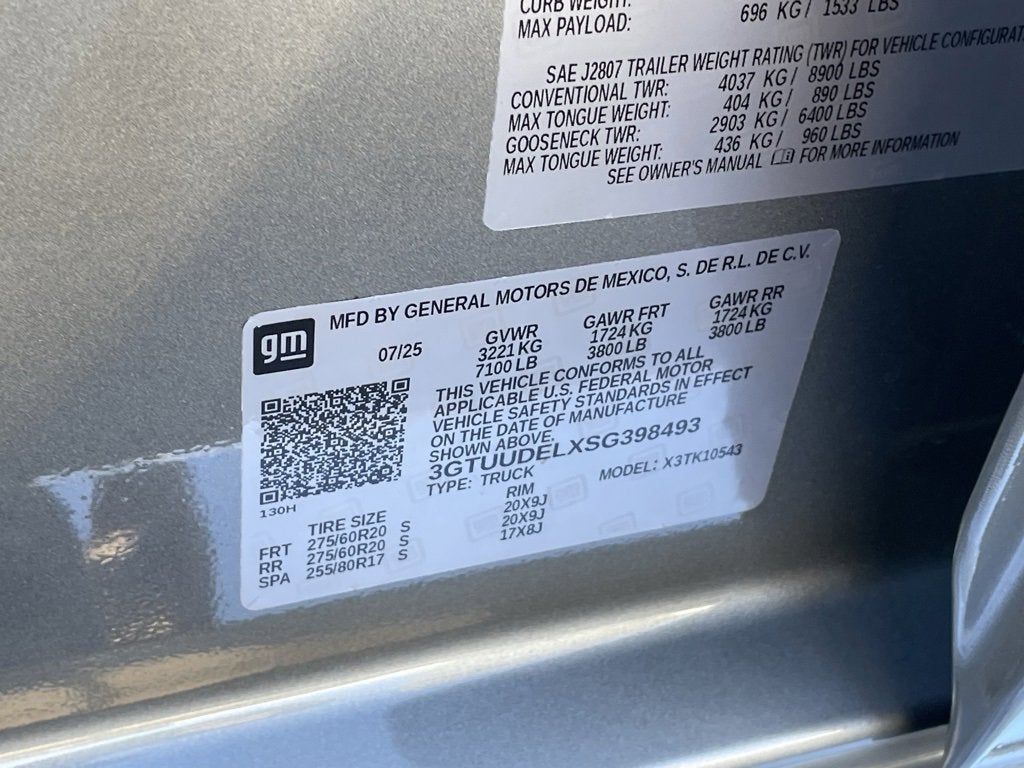 CURB WEIGHT:
MAX PAYLOAD: 696 KG / 1533 LBS
SAE J2807 TRAILER WEIGHT RATING (TWR) FOR VEHICLE CONFIGURAT
CONVENTIONAL TWR: 4037 KG / 8900 LBS
MAX TONGUE WEIGHT: 404 KG / 890 LBS
GOOSENECK TWR: 2903 KG / 6400 LBS
MAX TONGUE WEIGHT: 436 KG / 960 LBS
SEE OWNER'S MANUAL FOR MORE INFORMATION
gm
MFD BY GENERAL MOTORS DE MEXICO, S. DE R.L. DE C.V.
07/25
GVWR GAWR FRT GAWR RR
3221 KG 1724 KG 1724 KG
7100 LB 3800 LB 3800 LB
THIS VEHICLE CONFORMS TO ALL
APPLICABLE U.S. FEDERAL MOTOR
VEHICLE SAFETY STANDARDS IN EFFECT
ON THE DATE OF MANUFACTURE
SHOWN ABOVE.
3GTUUDELXSG398493
TYPE: TRUCK MODEL: X3TK10543
130H
TIRE SIZE RIM
FRT 275/60R20 S 20X9J
RR 275/60R20 S 20X9J
SPA 255/80R17 S 17X8J